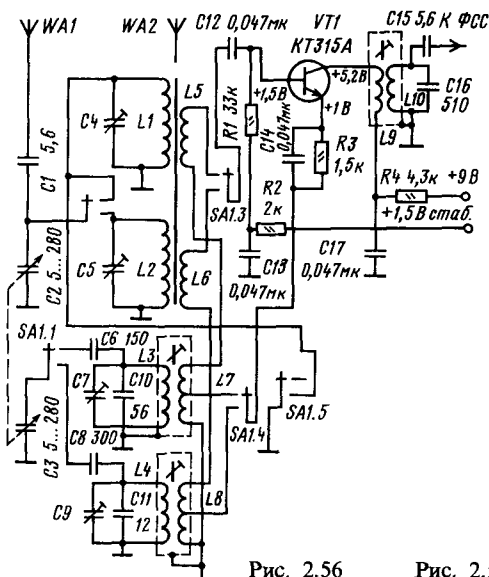 WA1
WA2
C12 0,047мк
VT1
КТ315А
C15 5,6 К ФСС
+5,2В
+1,5В
+1В
L5
C4
L1
R1 33к
C14
0,047мк
R3
1,5к
L10
C16
510
L9
C1
5,6
SA1.3
R2
2к
R4 4,3к +9В
+1,5В стаб.
C2 5...280
C5
L2
L6
C13
0,047мк
C17
0,047мк
SA1.1
C6 150
L3
C7
C10
56
L7
SA1.4
SA1.5
C3 5...280
C8 300
L4
C9
C11
12
L8
Рис. 2.56
Рис. 2.